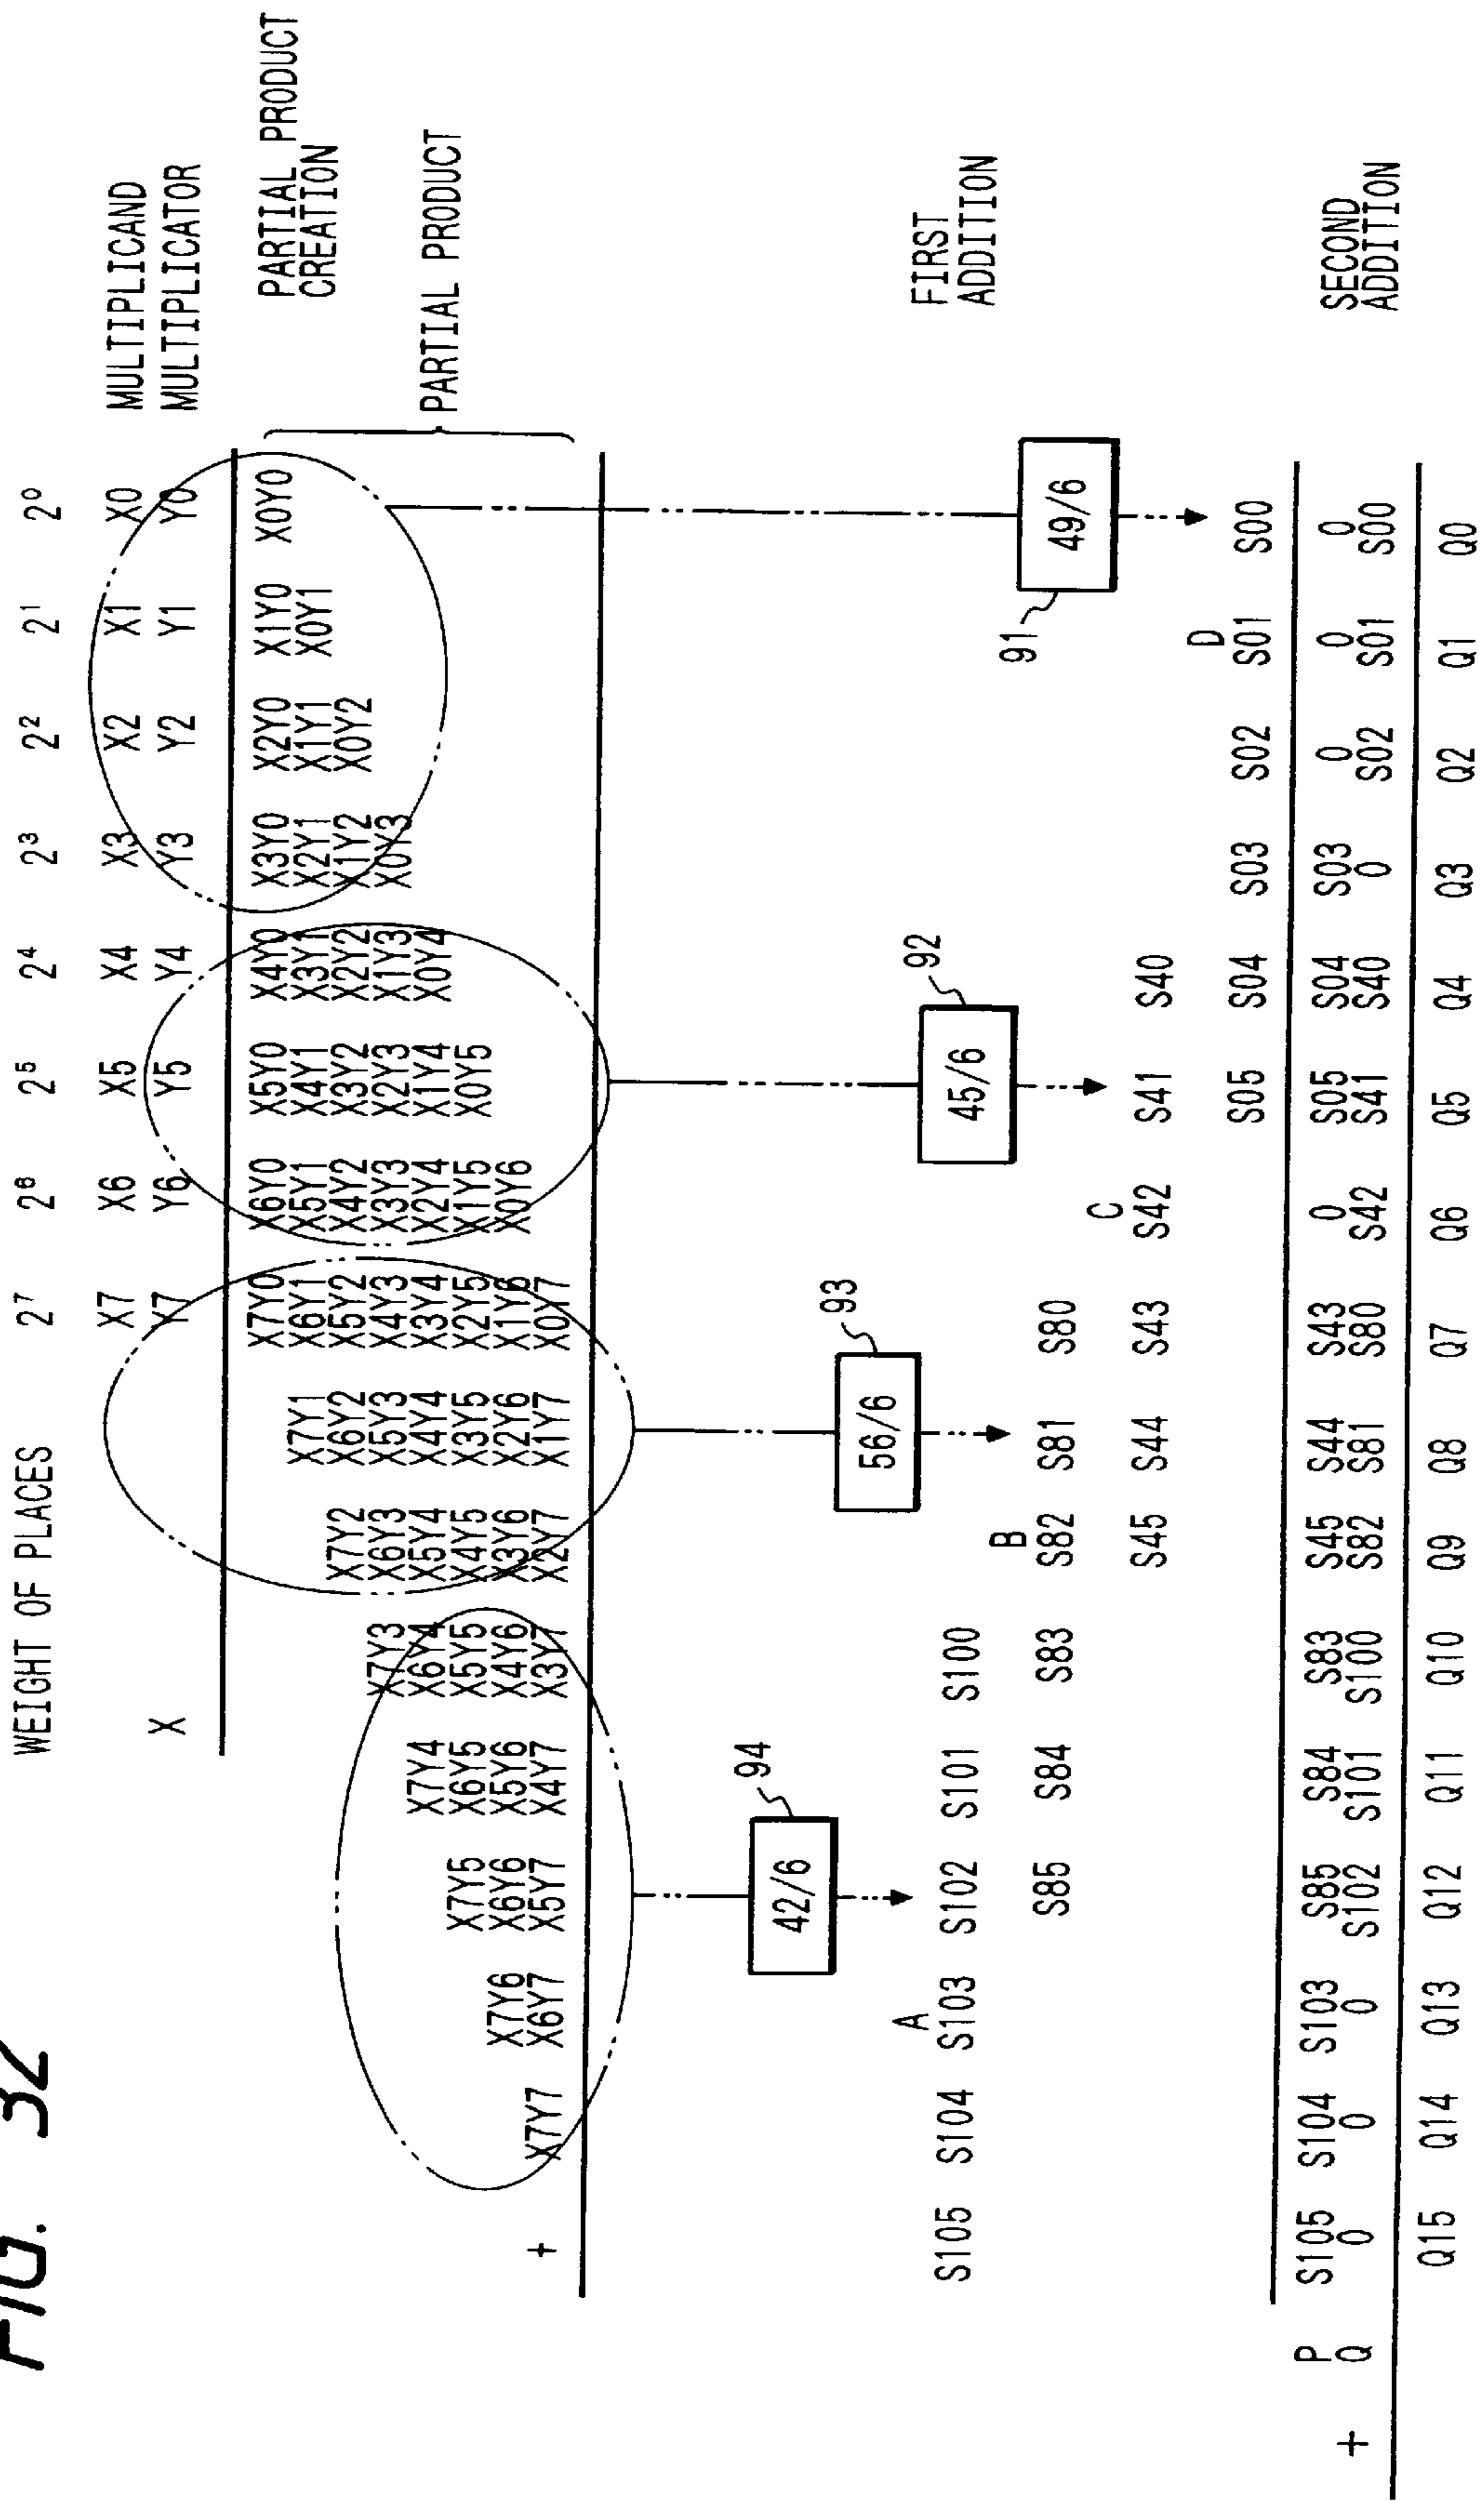 FIG. 32
WEIGHT OF PLACES 2⁷ 2⁶ 2⁵ 2⁴ 2³ 2² 2¹ 2⁰
X7 X6 X5 X4 X3 X2 X1 X0 MULTIPLICAND
X Y7 Y6 Y5 Y4 Y3 Y2 Y1 Y0 MULTIPLICATOR
X7Y0 X6Y0 X5Y0 X4Y0 X3Y0 X2Y0 X1Y0 X0Y0 PARTIAL PRODUCT
X7Y1 X6Y1 X5Y1 X4Y1 X3Y1 X2Y1 X1Y1 X0Y1 CREATION
X7Y2 X6Y2 X5Y2 X4Y2 X3Y2 X2Y2 X1Y2 X0Y2
X7Y3 X6Y3 X5Y3 X4Y3 X3Y3 X2Y3 X1Y3 X0Y3
X7Y4 X6Y4 X5Y4 X4Y4 X3Y4 X2Y4 X1Y4 X0Y4 PARTIAL PRODUCT
X7Y5 X6Y5 X5Y5 X4Y5 X3Y5 X2Y5 X1Y5 X0Y5
X7Y6 X6Y6 X5Y6 X4Y6 X3Y6 X2Y6 X1Y6 X0Y6
+ X7Y7 X6Y7 X5Y7 X4Y7 X3Y7 X2Y7 X1Y7 X0Y7
94
42/6
93
56/6
92
45/6
91
49/6
FIRST
ADDITION
A
S105 S104 S103 S102 S101 S100
B
S85 S84 S83 S82 S81 S80
C
S45 S44 S43 S42 S41 S40
D
S05 S04 S03 S02 S01 S00
P S105 S104 S103 S85 S84 S83 S45 S44 S43 0 S05 S04 S03 0 0 0 SECOND
+ Q 0 0 0 S102 S101 S100 S82 S81 S80 S42 S41 S40 0 S02 S01 S00 ADDITION
Q15 Q14 Q13 Q12 Q11 Q10 Q9 Q8 Q7 Q6 Q5 Q4 Q3 Q2 Q1 Q0